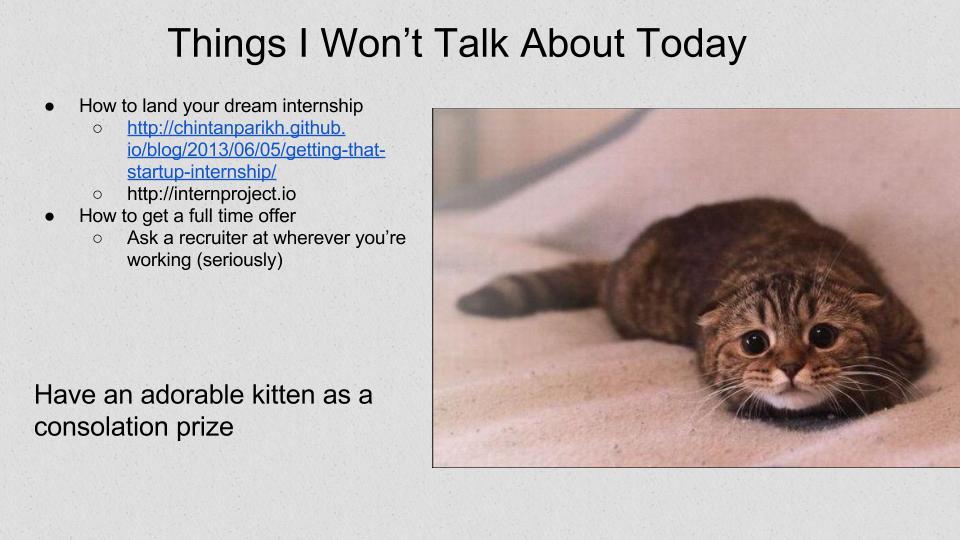 Things I Won't Talk About Today
● How to land your dream internship
○ http://chintanparikh.github.
io/blog/2013/06/05/getting-that-
startup-internship/
○ http://internproject.io
● How to get a full time offer
○ Ask a recruiter at wherever you're
working (seriously)
Have an adorable kitten as a
consolation prize